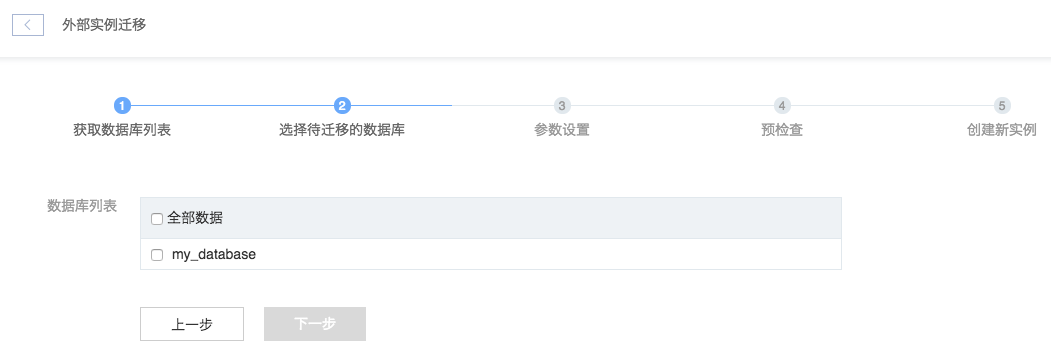 外部实例迁移
1 2 3 4 5
获取数据库列表 选择待迁移的数据库 参数设置 预检查 创建新实例
数据库列表
全部数据
my_database
上一步 下一步